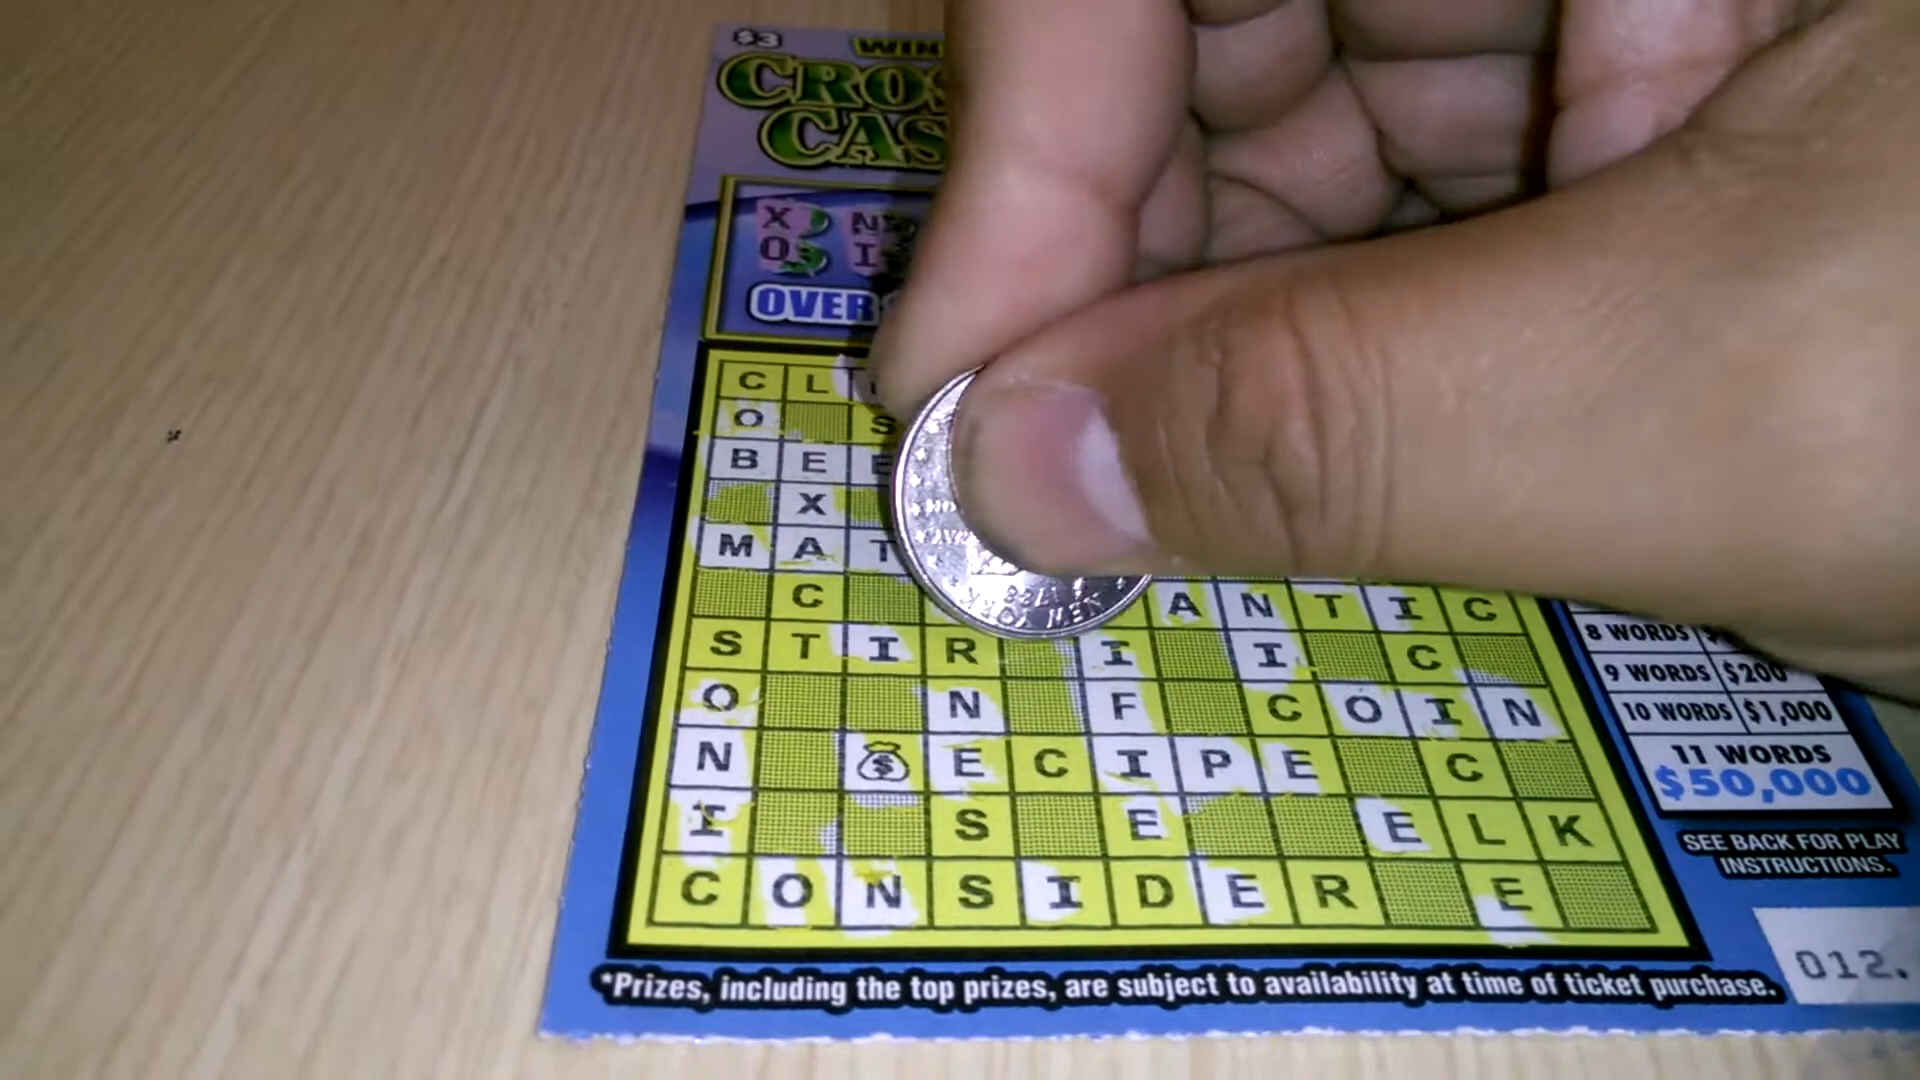 $3 WIN
CROS
CAS
X N
O I
OVER
C L
O S
B E E
X
M A T
C A N T I C
S T I R I I C
O N F C O I N
N $ E C I P E C
I S E E L K
C O N S I D E R E
8 WORDS $
9 WORDS $200
10 WORDS $1,000
11 WORDS
$50,000
SEE BACK FOR PLAY
INSTRUCTIONS.
012.
*Prizes, including the top prizes, are subject to availability at time of ticket purchase.
NEW YORK
1788